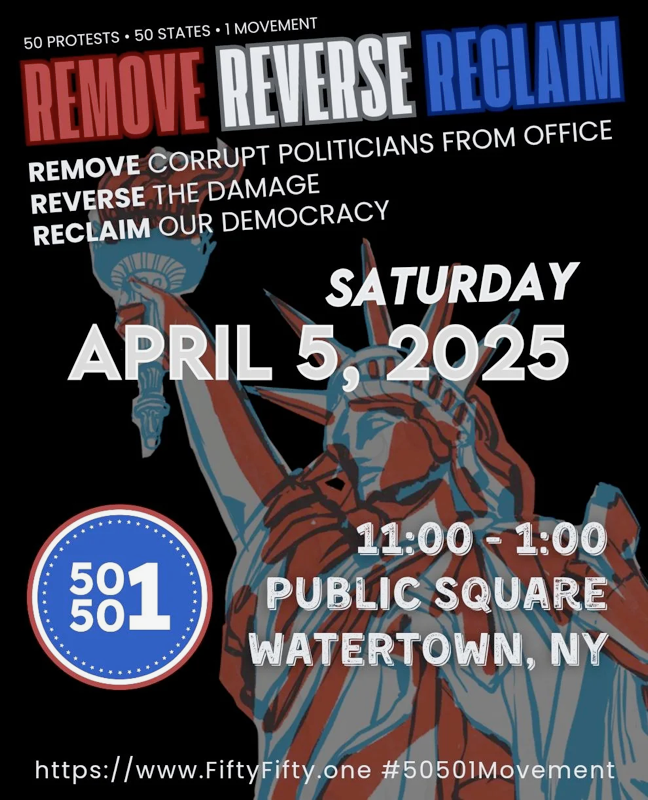 50 PROTESTS • 50 STATES • 1 MOVEMENT
REMOVE REVERSE RECLAIM
REMOVE CORRUPT POLITICIANS FROM OFFICE
REVERSE THE DAMAGE
RECLAIM OUR DEMOCRACY
SATURDAY
APRIL 5, 2025
11:00 - 1:00
PUBLIC SQUARE
WATERTOWN, NY
50
50
1
https://www.FiftyFifty.one #50501Movement